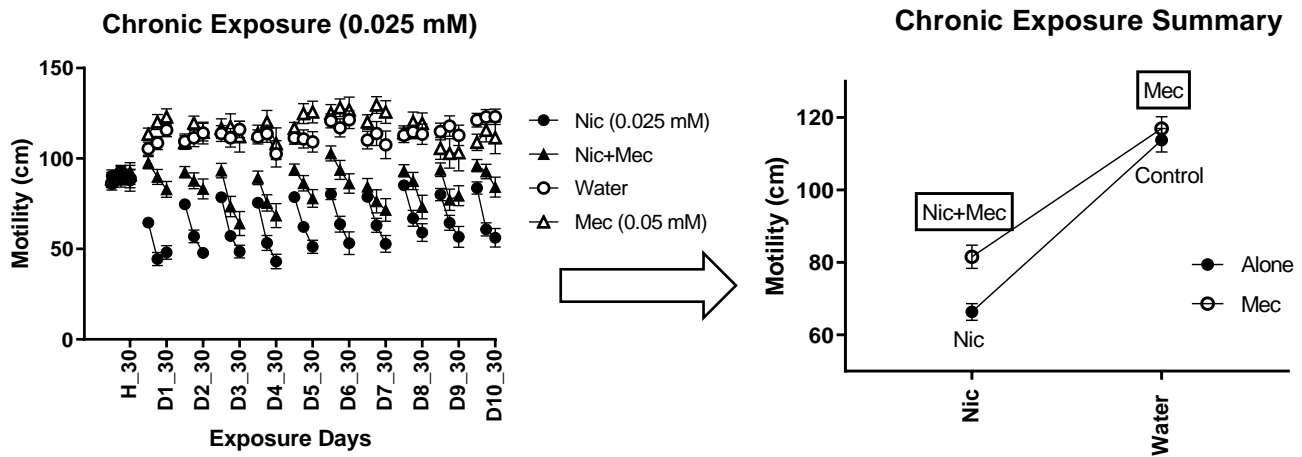 Chronic Exposure (0.025 mM)
Motility (cm)
150
100
50
0
H_30
D1_30
D2_30
D3_30
D4_30
D5_30
D6_30
D7_30
D8_30
D9_30
D10_30
Exposure Days
Nic (0.025 mM)
Nic+Mec
Water
Mec (0.05 mM)
Chronic Exposure Summary
Motility (cm)
120
100
80
60
Mec
Control
Nic+Mec
Nic
Alone
Mec
Nic
Water